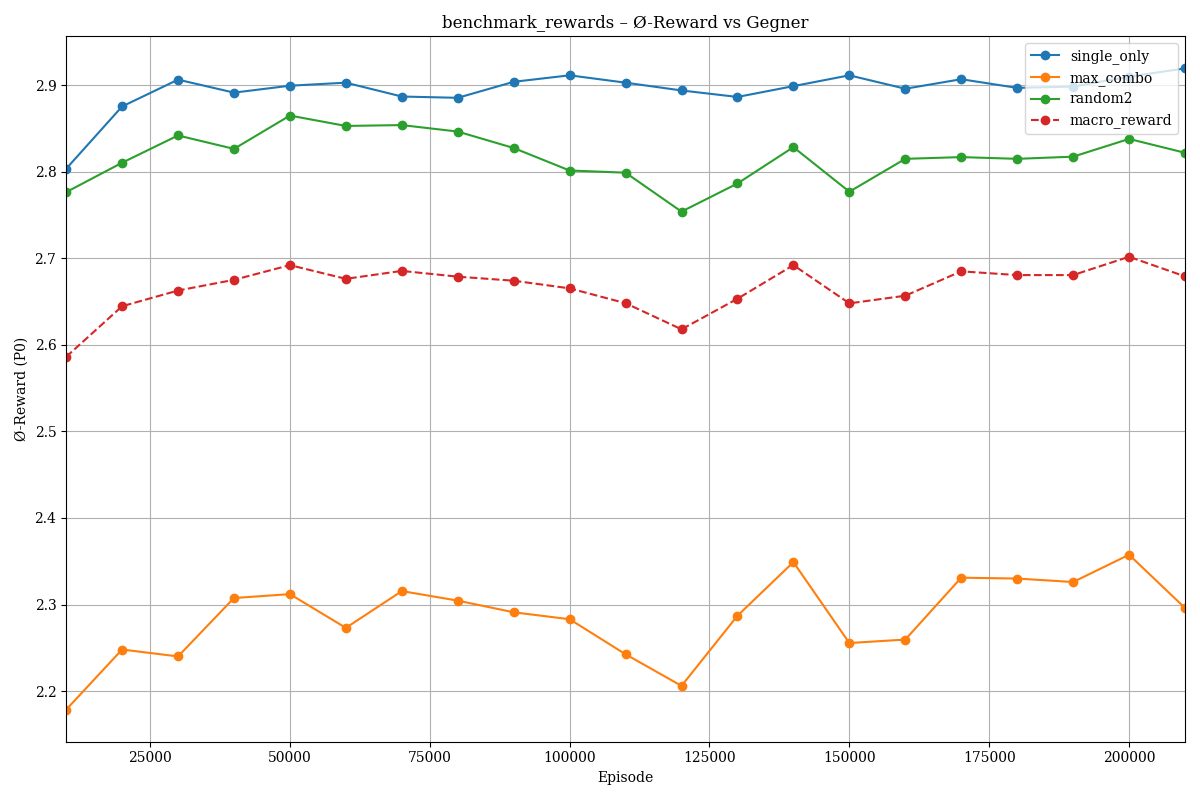 benchmark_rewards – Ø-Reward vs Gegner
single_only
max_combo
random2
macro_reward
Ø-Reward (P0)
2.9
2.8
2.7
2.6
2.5
2.4
2.3
2.2
25000 50000 75000 100000 125000 150000 175000 200000
Episode